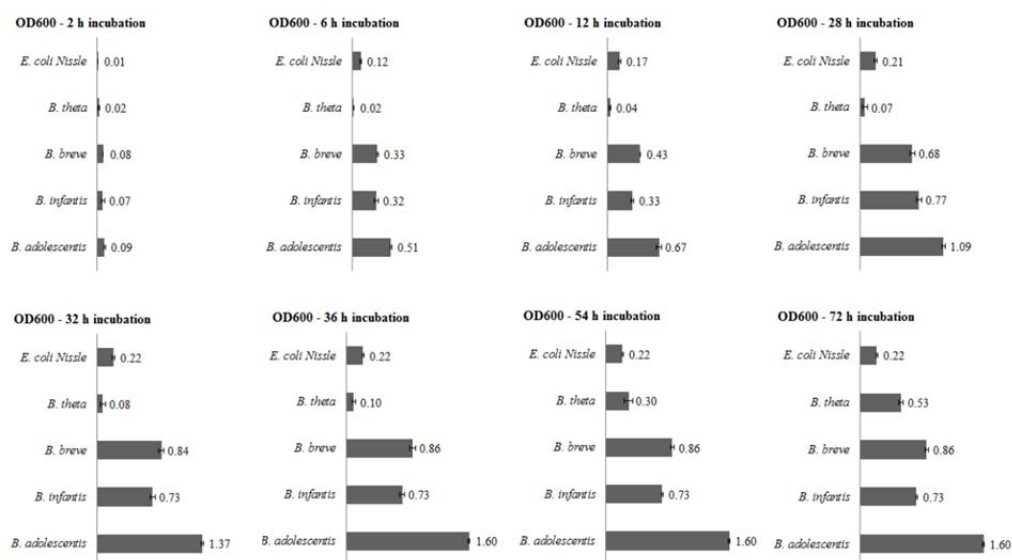 OD600 - 2 h incubation
E. coli Nissle 0.01
B. theta 0.02
B. breve 0.08
B. infantis 0.07
B. adolescentis 0.09
OD600 - 6 h incubation
E. coli Nissle 0.12
B. theta 0.02
B. breve 0.33
B. infantis 0.32
B. adolescentis 0.51
OD600 - 12 h incubation
E. coli Nissle 0.17
B. theta 0.04
B. breve 0.43
B. infantis 0.33
B. adolescentis 0.67
OD600 - 28 h incubation
E. coli Nissle 0.21
B. theta 0.07
B. breve 0.68
B. infantis 0.77
B. adolescentis 1.09
OD600 - 32 h incubation
E. coli Nissle 0.22
B. theta 0.08
B. breve 0.84
B. infantis 0.73
B. adolescentis 1.37
OD600 - 36 h incubation
E. coli Nissle 0.22
B. theta 0.10
B. breve 0.86
B. infantis 0.73
B. adolescentis 1.60
OD600 - 54 h incubation
E. coli Nissle 0.22
B. theta 0.30
B. breve 0.86
B. infantis 0.73
B. adolescentis 1.60
OD600 - 72 h incubation
E. coli Nissle 0.22
B. theta 0.53
B. breve 0.86
B. infantis 0.73
B. adolescentis 1.60